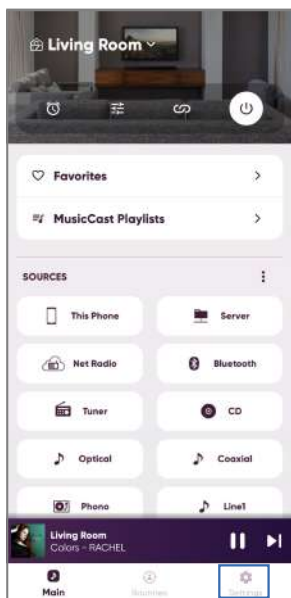 Living Room
Favorites
MusicCast Playlists
SOURCES
This Phone
Server
Net Radio
Bluetooth
Tuner
CD
Optical
Coaxial
Phono
Line1
Living Room
Colors - RACHEL
Main
Rooms
Settings